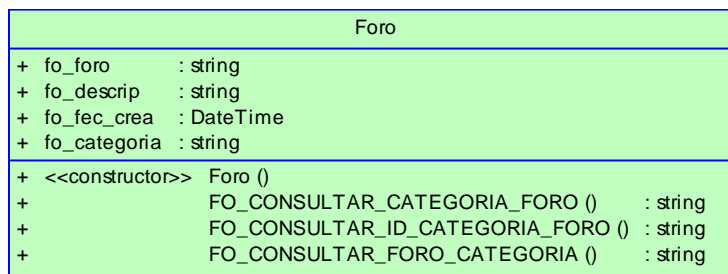 Foro
+ fo_foro : string
+ fo_descrip : string
+ fo_fec_crea : DateTime
+ fo_categoria : string
+ <<constructor>> Foro ()
+ FO_CONSULTAR_CATEGORIA_FORO () : string
+ FO_CONSULTAR_ID_CATEGORIA_FORO () : string
+ FO_CONSULTAR_FORO_CATEGORIA () : string